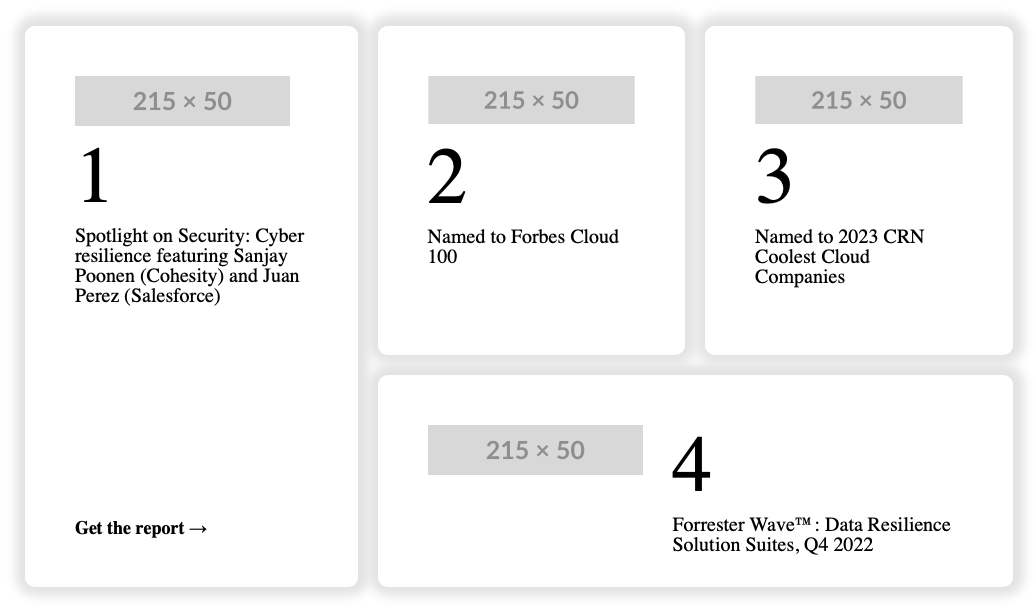 215 × 50
1
Spotlight on Security: Cyber
resilience featuring Sanjay
Poonen (Cohesity) and Juan
Perez (Salesforce)
Get the report →
215 × 50
2
Named to Forbes Cloud
100
215 × 50
3
Named to 2023 CRN
Coolest Cloud
Companies
215 × 50
4
Forrester Wave™ : Data Resilience
Solution Suites, Q4 2022